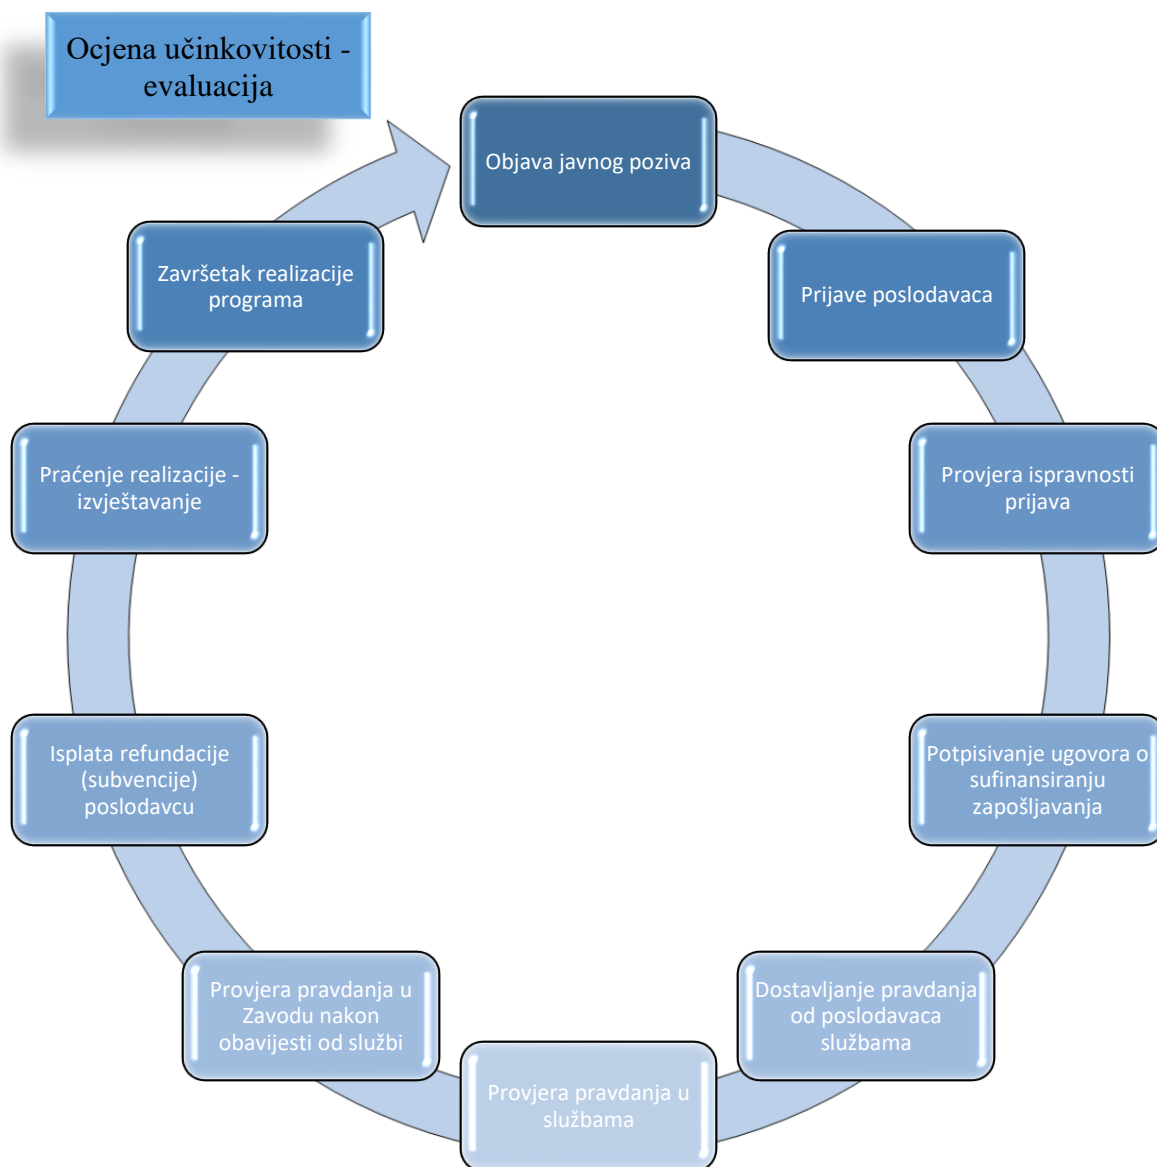 Ocjena učinkovitosti -
evaluacija
Objava javnog poziva
Prijave poslodavaca
Provjera ispravnosti
prijava
Potpisivanje ugovora o
sufinansiranju
zapošljavanja
Dostavljanje pravdanja
od poslodavaca
službama
Provjera pravdanja u
službama
Provjera pravdanja u
Zavodu nakon
obavijesti od službi
Isplata refundacije
(subvencije)
poslodavcu
Praćenje realizacije -
izvještavanje
Završetak realizacije
programa